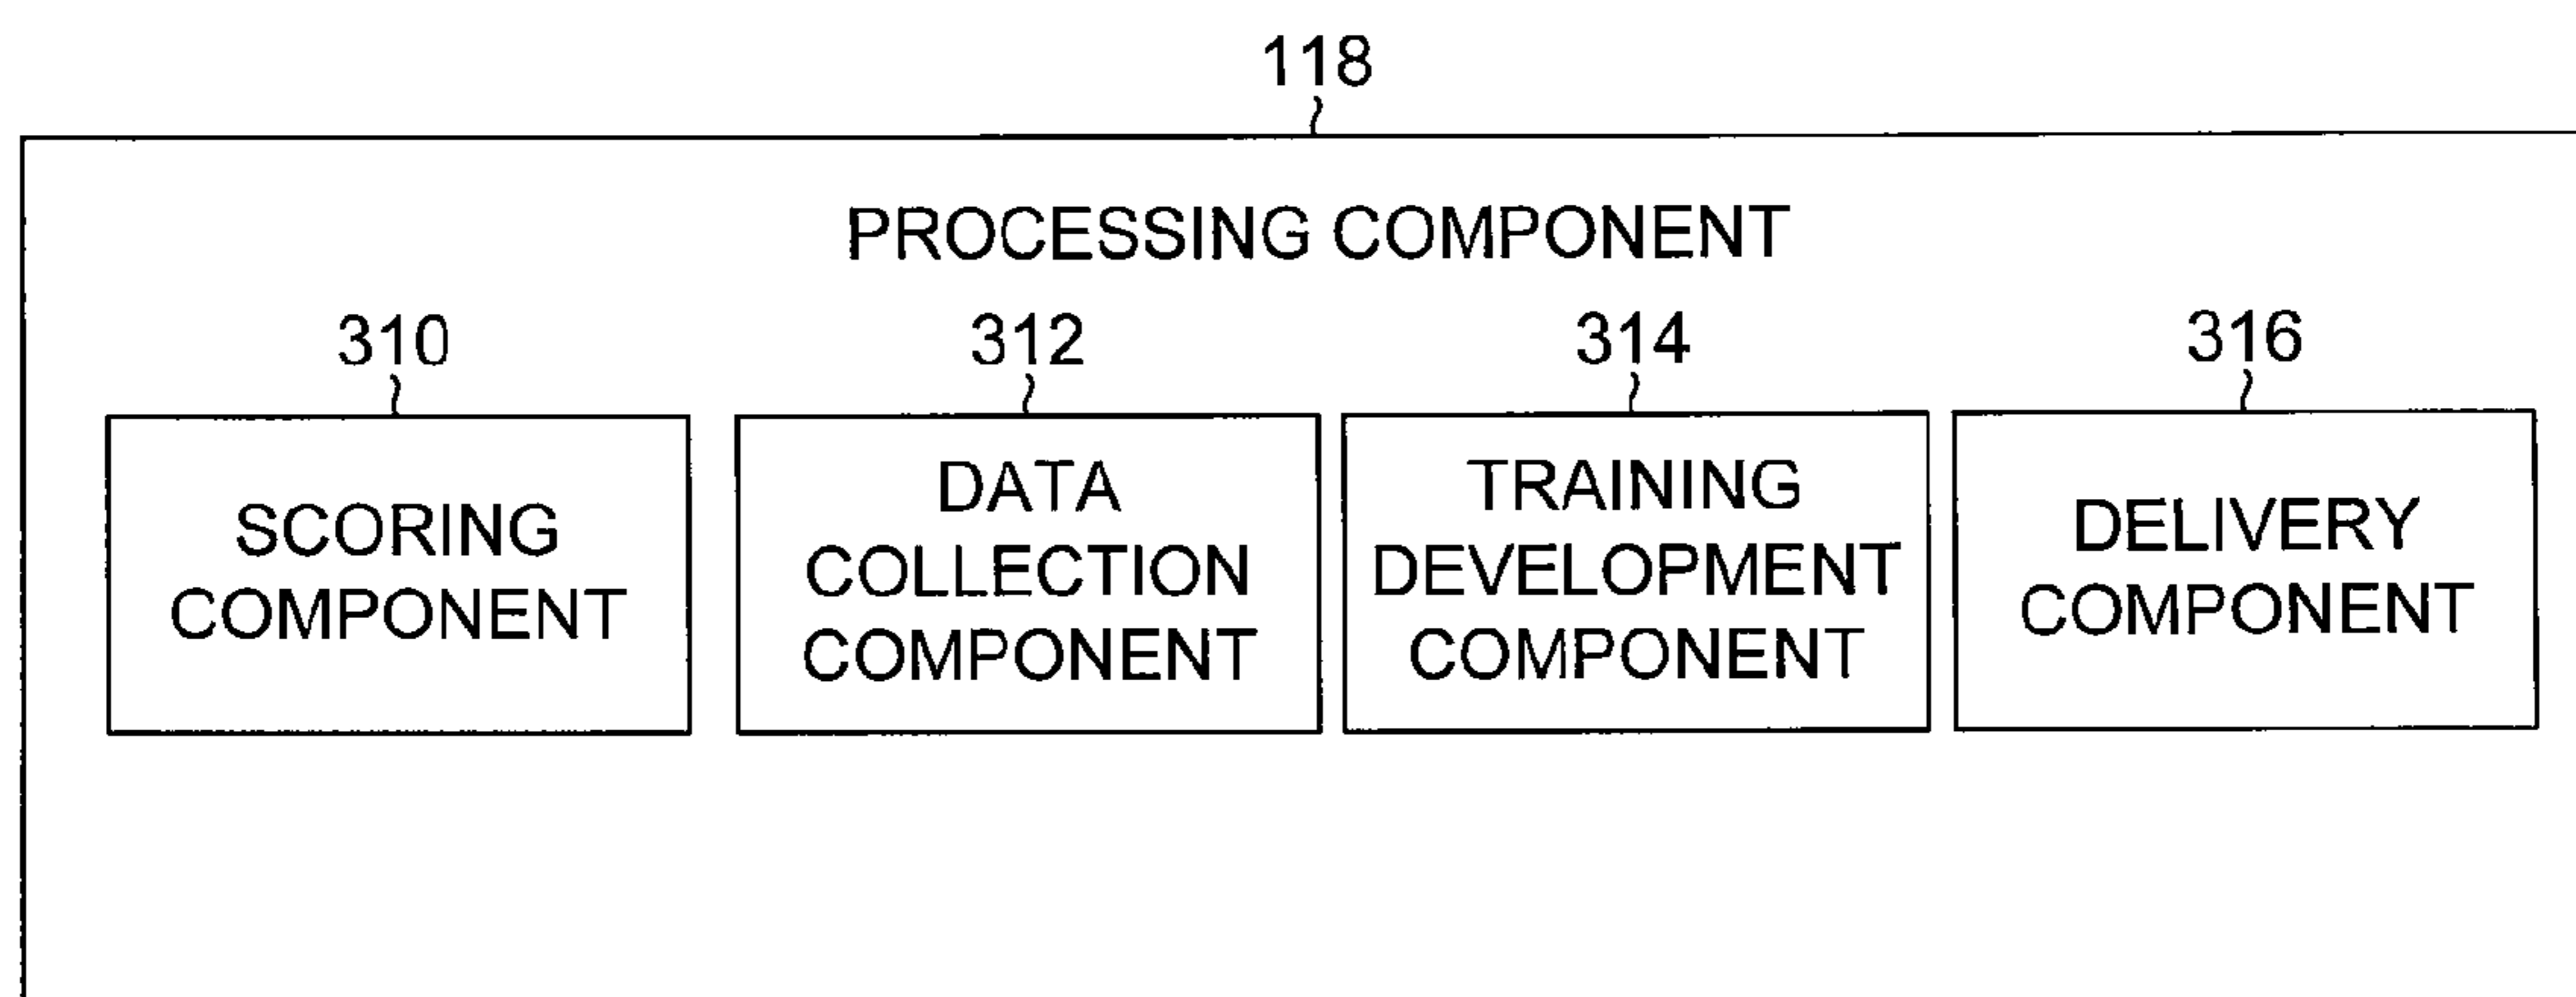 118
PROCESSING COMPONENT
310
312
314
316
SCORING
COMPONENT
DATA
COLLECTION
COMPONENT
TRAINING
DEVELOPMENT
COMPONENT
DELIVERY
COMPONENT